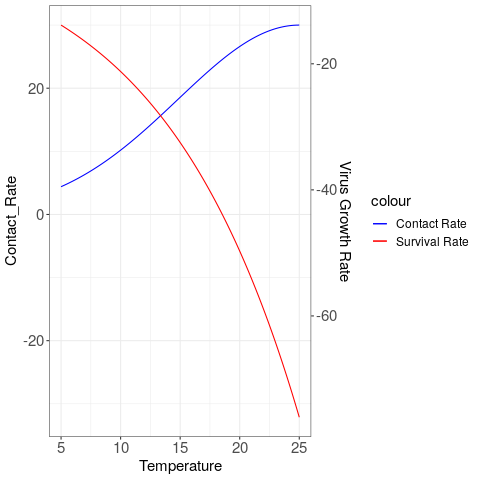 20
0
-20
Contact_Rate
5
10
15
20
25
Temperature
-20
-40
-60
Virus Growth Rate
colour
Contact Rate
Survival Rate